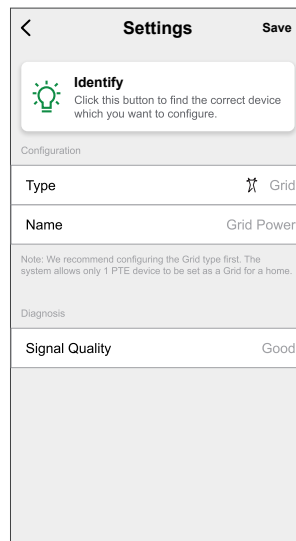 Settings
Save
Identify
Click this button to find the correct device
which you want to configure.
Configuration
Type
Grid
Name
Grid Power
Note: We recommend configuring the Grid type first. The
system allows only 1 PTE device to be set as a Grid for a home.
Diagnosis
Signal Quality
Good